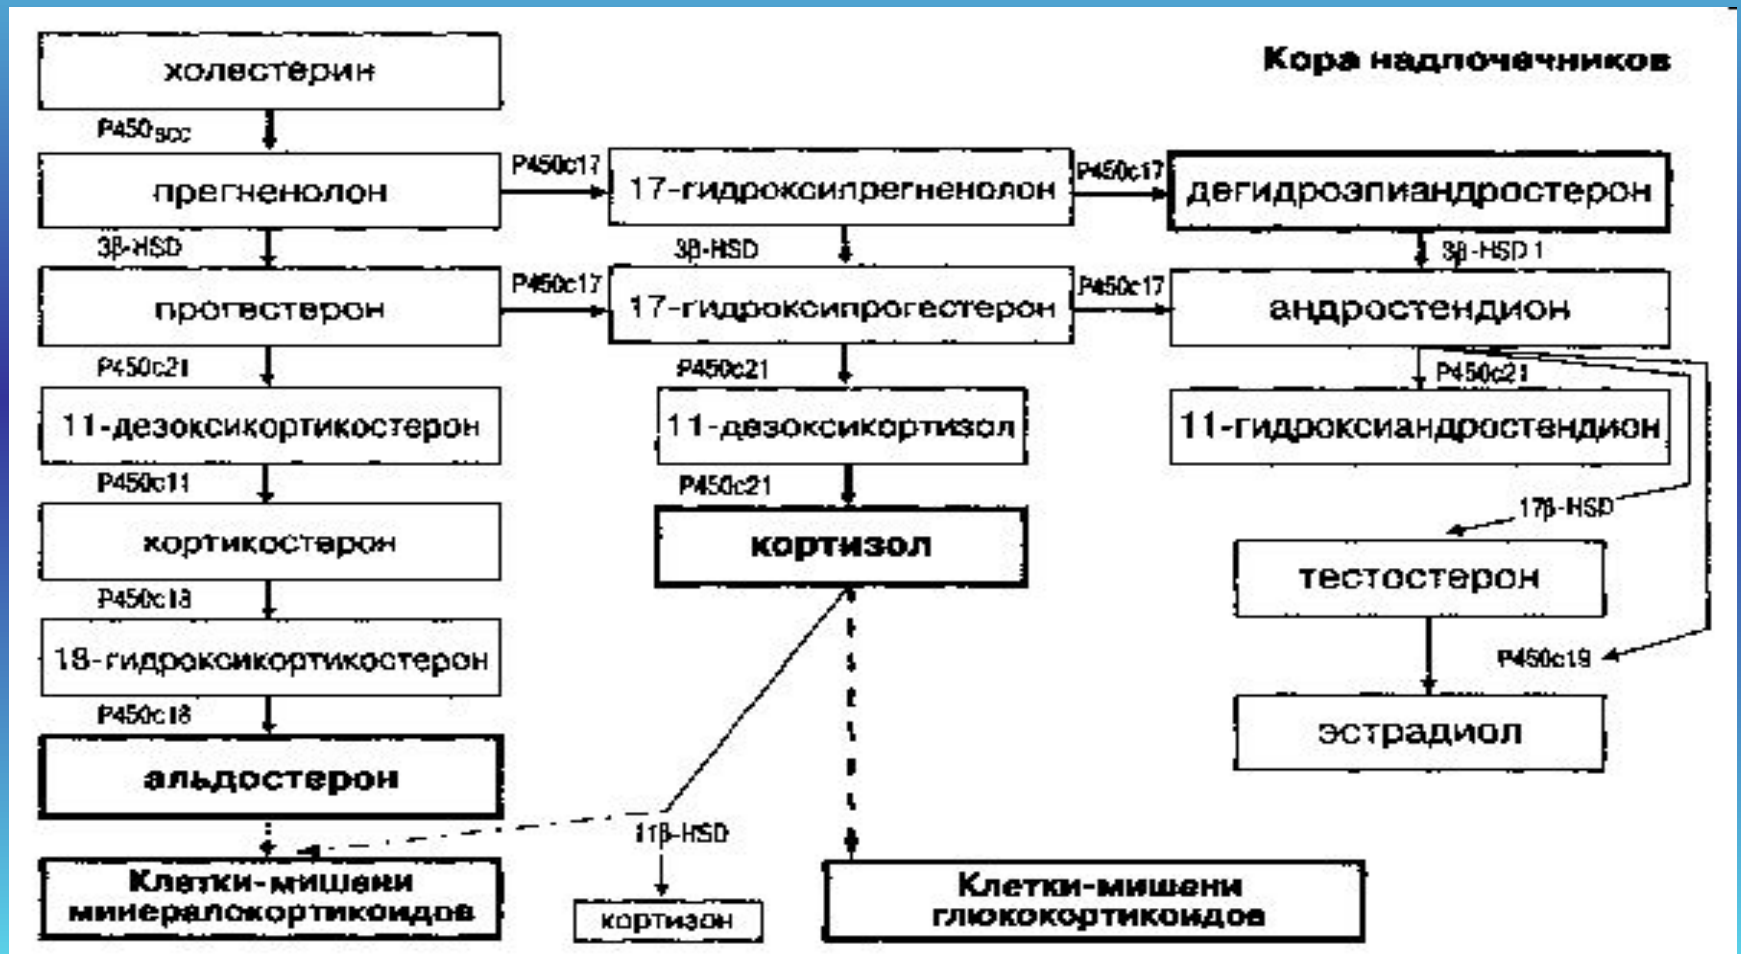 Кора надпочечников
холестерин
P450scc
прегненолон
P450c17
17-гидроксипрегненолон
P450c17
дегидроэпиандростерон
3β-HSD
3β-HSD
3β-HSD 1
прогестерон
P450c17
17-гидроксипрогестерон
P450c17
андростендион
P450c21
P450c21
P450c21
11-дезоксикортикостерон
11-дезоксикортизол
11-гидроксиандростендион
P450c11
P450c21
17β-HSD
кортикостерон
кортизол
тестостерон
P450c18
18-гидроксикортикостерон
P450c19
P450c18
эстрадиол
альдостерон
11β-HSD
Клетки-мишени
минералокортикоидов
кортизон
Клетки-мишени
глюкокортикоидов